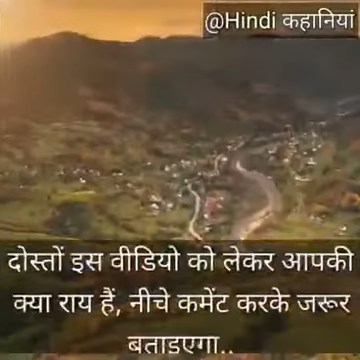 @Hindi कहानियां
दोस्तों इस वीडियो को लेकर आपकी
क्या राय हैं, नीचे कमेंट करके जरूर
बताइएगा..